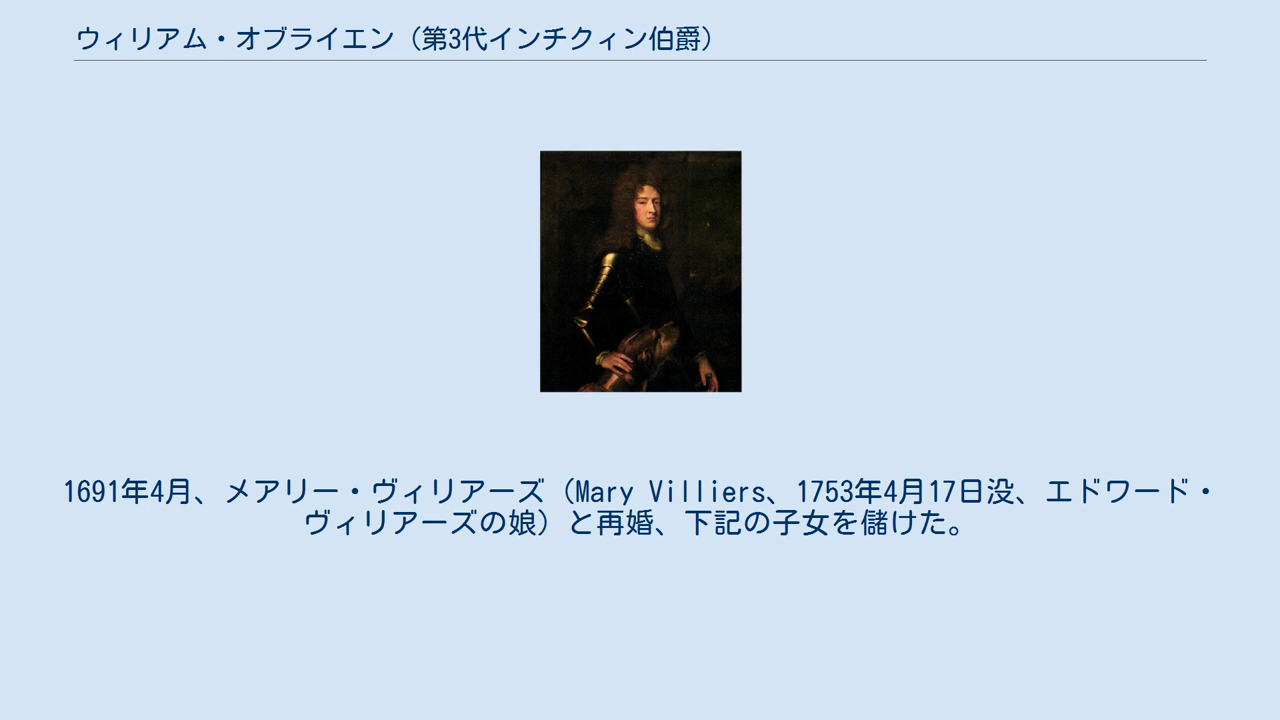 ウィリアム・オブライエン（第3代インチクィン伯爵）
1691年4月、メアリー・ヴィリアーズ（Mary Villiers、1753年4月17日没、エドワード・
ヴィリアーズの娘）と再婚、下記の子女を儲けた。